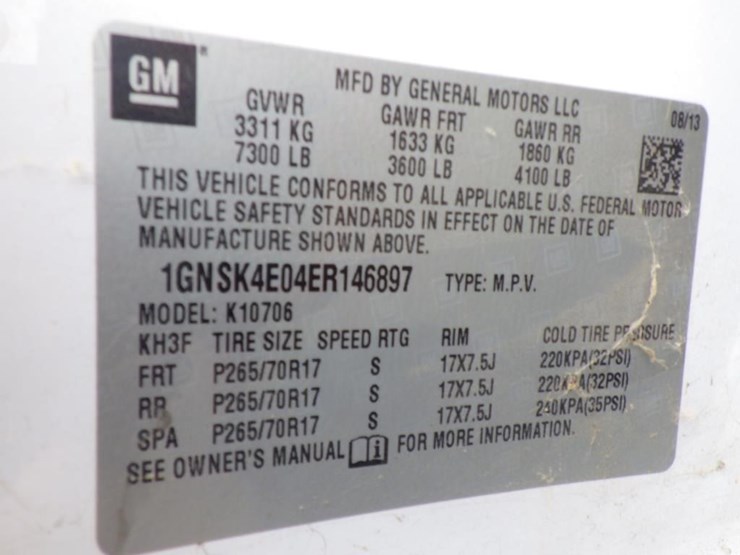 GM
MFD BY GENERAL MOTORS LLC
08/13
GVWR GAWR FRT GAWR RR
3311 KG 1633 KG 1860 KG
7300 LB 3600 LB 4100 LB
THIS VEHICLE CONFORMS TO ALL APPLICABLE U.S. FEDERAL MOTOR
VEHICLE SAFETY STANDARDS IN EFFECT ON THE DATE OF
MANUFACTURE SHOWN ABOVE.
1GNSK4E04ER146897 TYPE: M.P.V.
MODEL: K10706
KH3F TIRE SIZE SPEED RTG RIM COLD TIRE PRESSURE
FRT P265/70R17 S 17X7.5J 220KPA(32PSI)
RR P265/70R17 S 17X7.5J 220KPA(32PSI)
SPA P265/70R17 S 17X7.5J 240KPA(35PSI)
SEE OWNER'S MANUAL i FOR MORE INFORMATION.